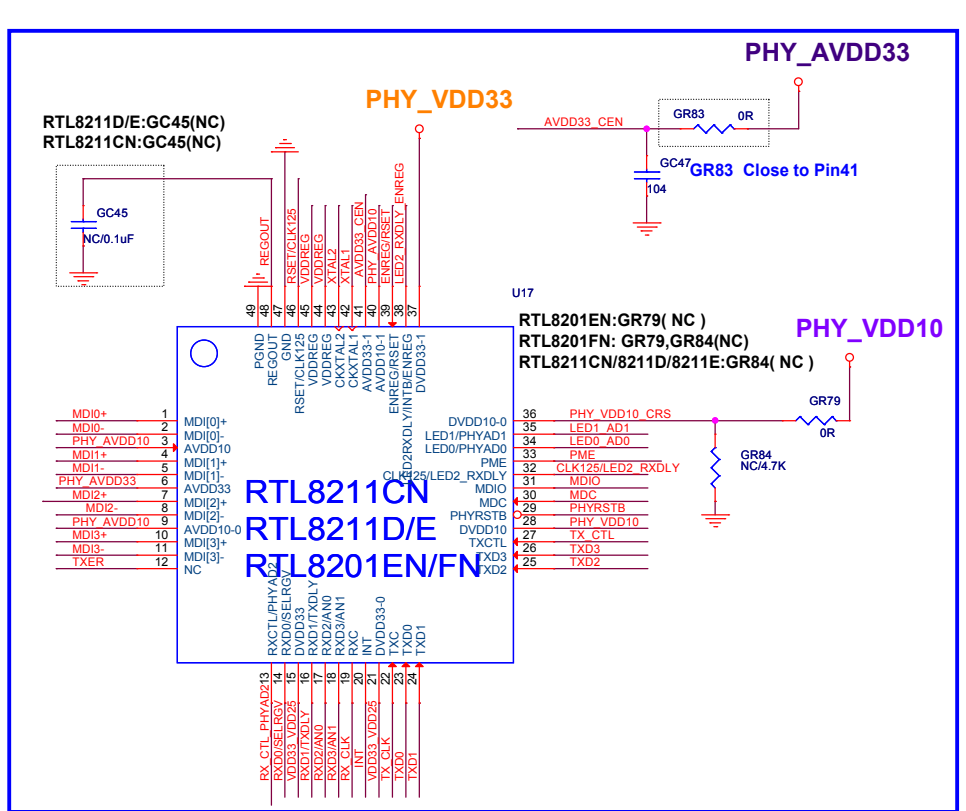 PHY_AVDD33
PHY_VDD33
RTL8211D/E:GC45(NC)
RTL8211CN:GC45(NC)
AVDD33_CEN
GR83
0R
GC47
104
GR83 Close to Pin41
GC45
NC/0.1uF
REGOUT
RSET/CLK125
VDDREG
VDDREG
XTAL2
XTAL1
AVDD33_CEN
PHY_AVDD10
ENREG/RSET
LED2_RXDLY_ENREG
49
48
47
46
45
44
43
42
41
40
39
38
37
U17
RTL8201EN:GR79( NC )
RTL8201FN: GR79,GR84(NC)
RTL8211CN/8211D/8211E:GR84( NC )
PHY_VDD10
PGND
REGOUT
GND
RSET/CLK125
VDDREG
VDDREG
CKXTAL2
CKXTAL1
AVDD33-1
AVDD10-1
ENREG/RSET
LED2RXDLY/INTB/ENREG
DVDD33-1
MDI0+ 1 MDI[0]+
MDI0- 2 MDI[0]-
PHY_AVDD10 3 AVDD10
MDI1+ 4 MDI[1]+
MDI1- 5 MDI[1]-
PHY_AVDD33 6 AVDD33
MDI2+ 7 MDI[2]+
MDI2- 8 MDI[2]-
PHY_AVDD10 9 AVDD10-0
MDI3+ 10 MDI[3]+
MDI3- 11 MDI[3]-
TXER 12 NC
RTL8211CN
RTL8211D/E
RTL8201EN/FN
DVDD10-0 36 PHY_VDD10_CRS
LED1/PHYAD1 35 LED1_AD1
LED0/PHYAD0 34 LED0_AD0
PME 33 PME
CLK125/LED2_RXDLY 32 CLK125/LED2_RXDLY
MDIO 31 MDIO
MDC 30 MDC
PHYRSTB 29 PHYRSTB
DVDD10 28 PHY_VDD10
TXCTL 27 TX_CTL
TXD3 26 TXD3
TXD2 25 TXD2
GR79
0R
GR84
NC/4.7K
RXCTL/PHYAD2
RXD0/SELRGV
DVDD33
RXD1/TXDLY
RXD2/AN0
RXD3/AN1
RXC
INT
DVDD33-0
TXC
TXD0
TXD1
13
14
15
16
17
18
19
20
21
22
23
24
RX_CTL_PHYAD2
RXD0/SELRGV
VDD33_VDD25
RXD1/TXDLY
RXD2/AN0
RXD3/AN1
RX_CLK
INT
VDD33_VDD25
TX_CLK
TXD0
TXD1